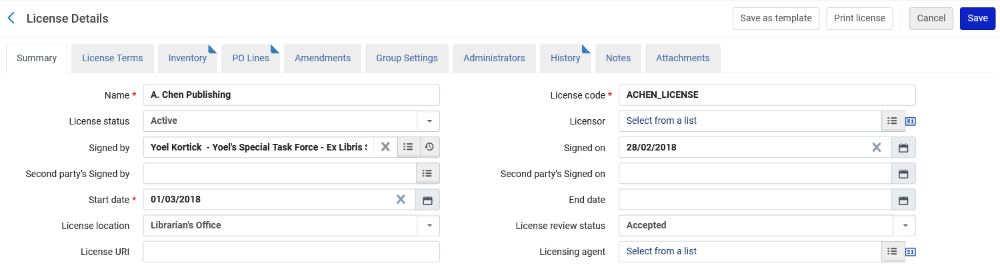 License Details Save as template Print license Cancel Save
Summary License Terms Inventory PO Lines Amendments Group Settings Administrators History Notes Attachments
Name * A. Chen Publishing License code * ACHEN_LICENSE
License status Active Licensor Select from a list
Signed by Yoel Kortick - Yoel's Special Task Force - Ex Libris Signed on 28/02/2018
Second party's Signed by Second party's Signed on
Start date * 01/03/2018 End date
License location Librarian's Office License review status Accepted
License URI Licensing agent Select from a list